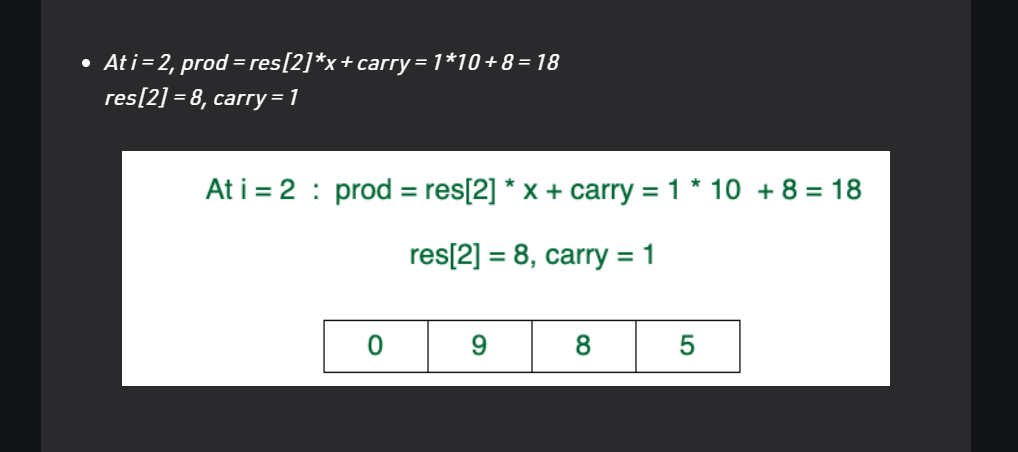 • At i = 2, prod = res[2]*x + carry = 1*10 + 8 = 18
res[2] = 8, carry = 1
At i = 2 : prod = res[2] * x + carry = 1 * 10 + 8 = 18
res[2] = 8, carry = 1
0 9 8 5